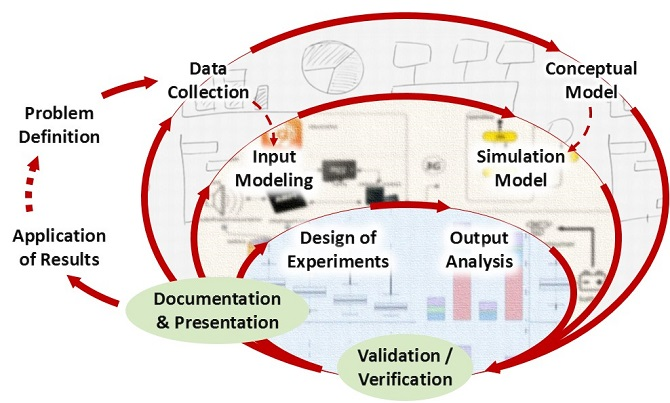 Data
Collection
Conceptual
Model
Problem
Definition
Input
Modeling
Simulation
Model
Application
of Results
Design of
Experiments
Output
Analysis
Documentation
& Presentation
Validation /
Verification